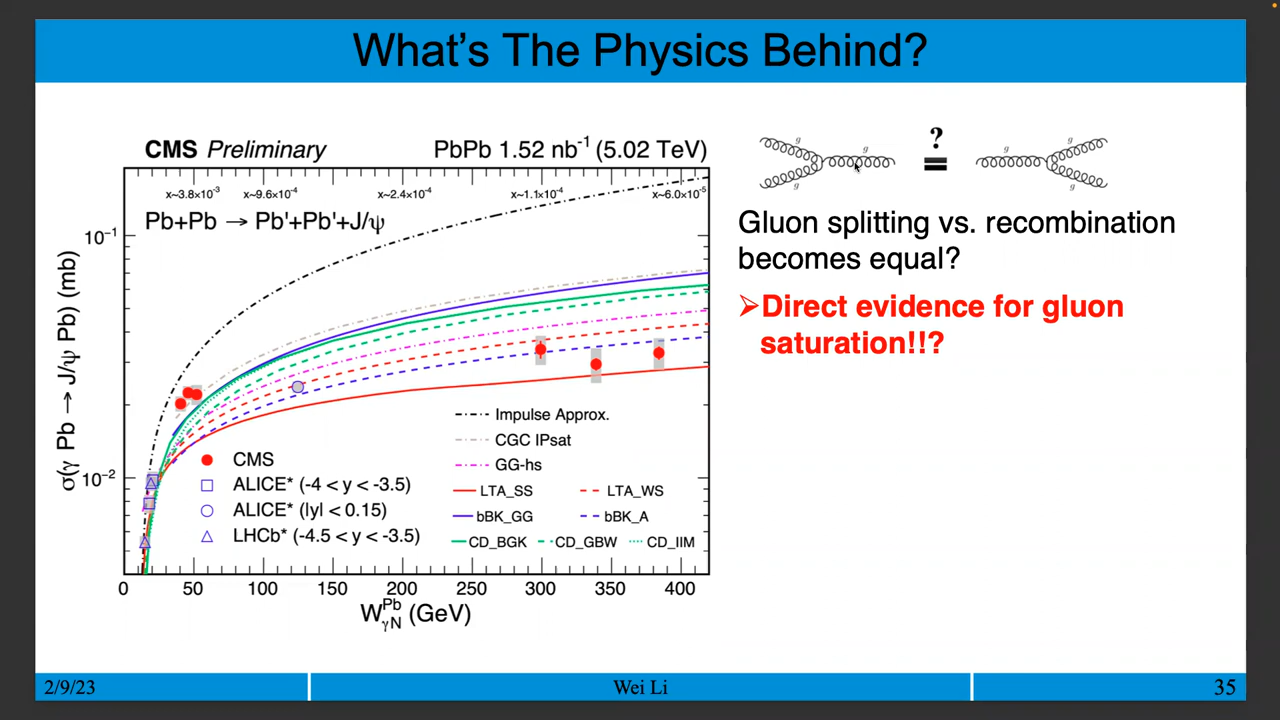 What's The Physics Behind?
CMS Preliminary
PbPb 1.52 nb⁻¹ (5.02 TeV)
x~3.8×10⁻³ x~9.6×10⁻⁴ x~2.4×10⁻⁴ x~1.1×10⁻⁴ x~6.0×10⁻⁵
Pb+Pb → Pb'+Pb'+J/ψ
σ(γ Pb → J/ψ Pb) (mb)
10⁻¹
10⁻²
Impulse Approx.
CGC IPsat
GG-hs
LTA_SS LTA_WS
bBK_GG bBK_A
CD_BGK CD_GBW CD_IIM
CMS
ALICE* (-4 < y < -3.5)
ALICE* (|y| < 0.15)
LHCb* (-4.5 < y < -3.5)
0 50 100 150 200 250 300 350 400
W^Pb_γN (GeV)
g g g
?
=
g g g
Gluon splitting vs. recombination
becomes equal?
➢Direct evidence for gluon
saturation!!?
2/9/23
Wei Li
35